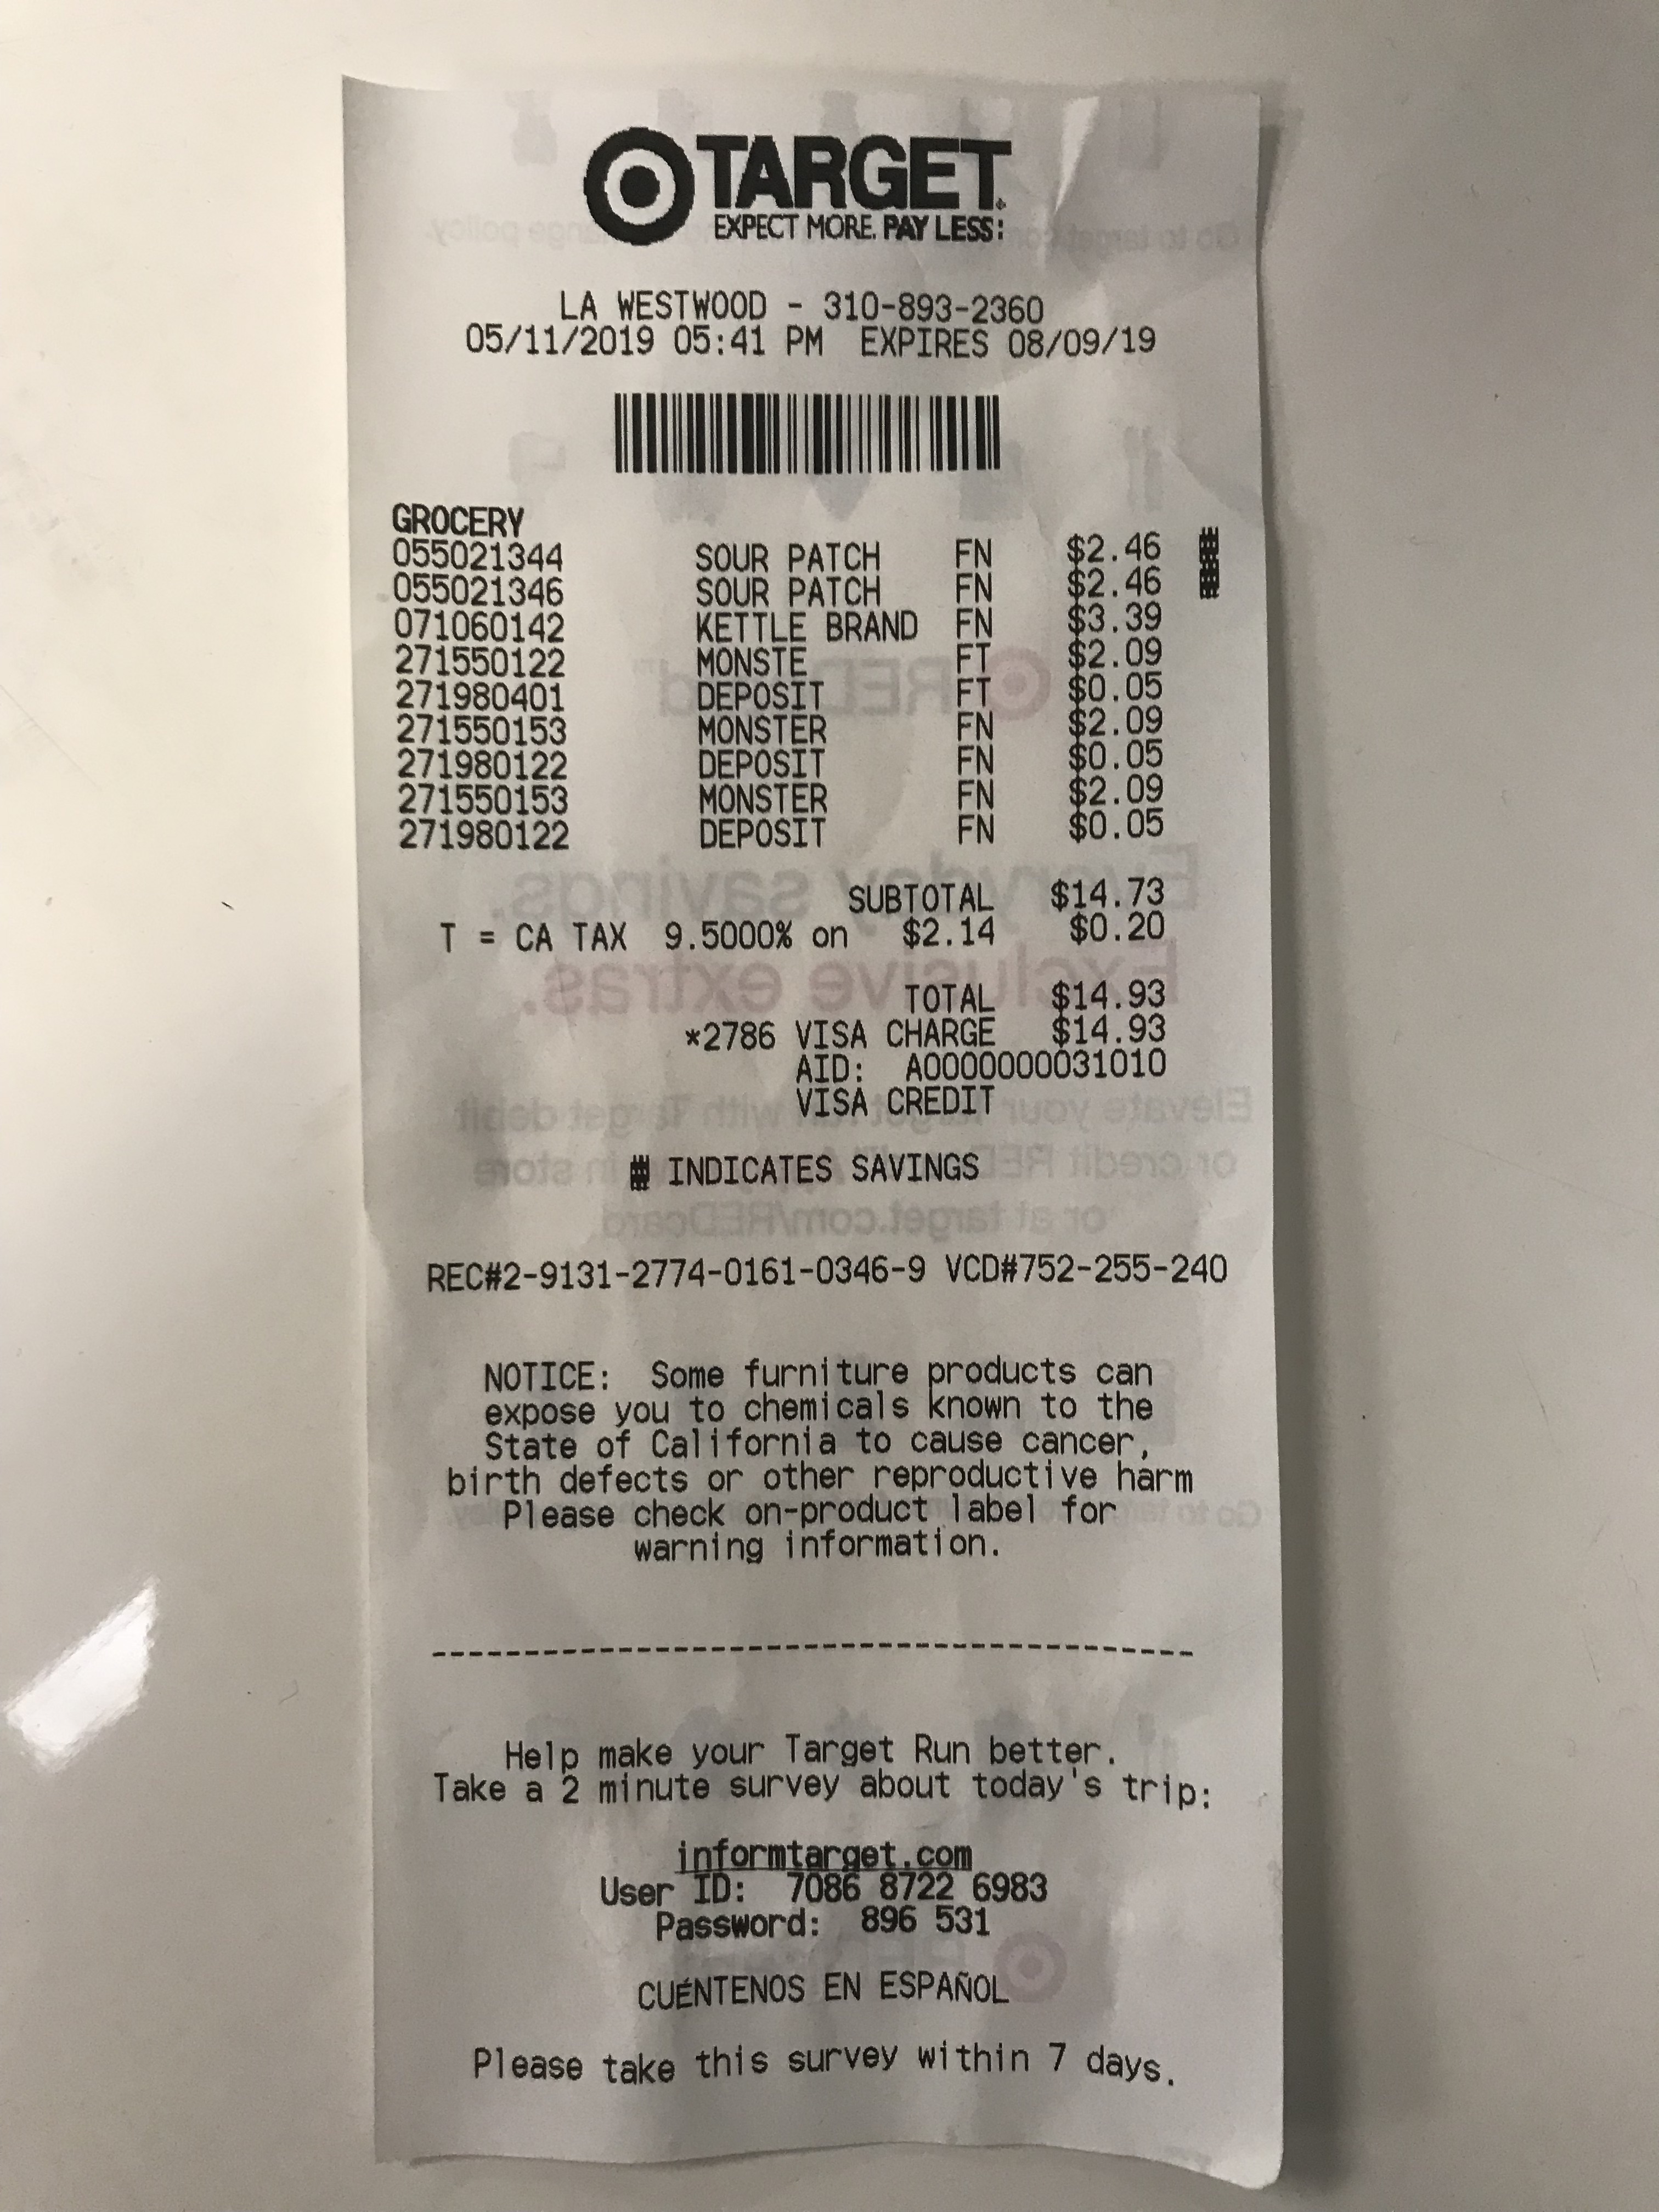 TARGET
EXPECT MORE. PAY LESS.
LA WESTWOOD - 310-893-2360
05/11/2019 05:41 PM EXPIRES 08/09/19
GROCERY
055021344 SOUR PATCH FN $2.46
055021346 SOUR PATCH FN $2.46
071060142 KETTLE BRAND FN $3.39
271550122 MONSTE FT $2.09
271980401 DEPOSIT FT $0.05
271550153 MONSTER FN $2.09
271980122 DEPOSIT FN $0.05
271550153 MONSTER FN $2.09
271980122 DEPOSIT FN $0.05
SUBTOTAL $14.73
T = CA TAX 9.5000% on $2.14 $0.20
TOTAL $14.93
*2786 VISA CHARGE $14.93
AID: A0000000031010
VISA CREDIT
INDICATES SAVINGS
REC#2-9131-2774-0161-0346-9 VCD#752-255-240
NOTICE: Some furniture products can
expose you to chemicals known to the
State of California to cause cancer,
birth defects or other reproductive harm
Please check on-product label for
warning information.
----------------------------------------
Help make your Target Run better.
Take a 2 minute survey about today's trip:
informtarget.com
User ID: 7086 8722 6983
Password: 896 531
CUÉNTENOS EN ESPAÑOL
Please take this survey within 7 days.